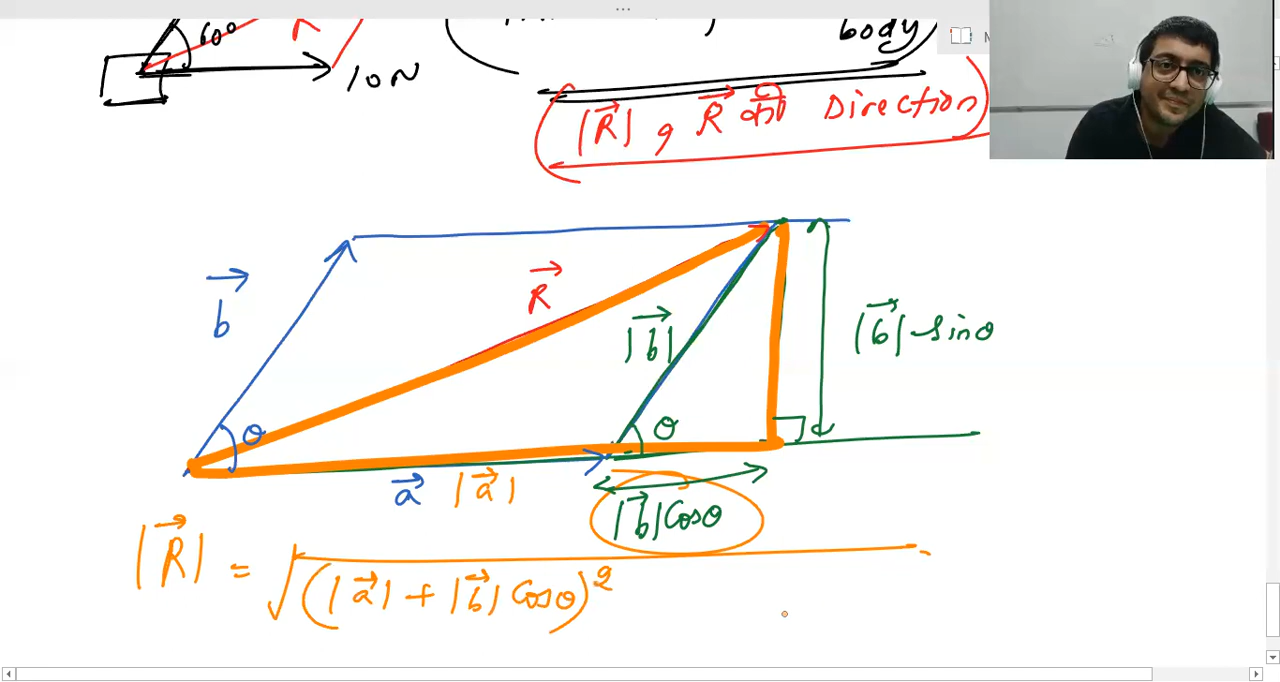 60° R
10N
body
|R⃗| , R⃗ Direction
b⃗
R⃗
|b⃗|
|b⃗| sinθ
θ
θ
a⃗ |a⃗|
|b⃗|cosθ
|R⃗| = √(|a⃗| + |b⃗| cosθ)²